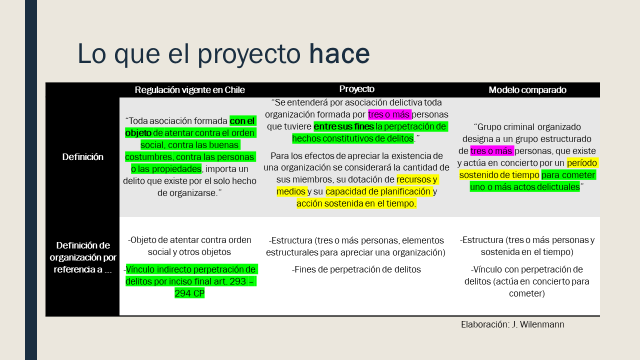 Lo que el proyecto hace
Regulación vigente en Chile
Proyecto
Modelo comparado
Definición
“Toda asociación formada con el
objeto de atentar contra el orden
social, contra las buenas
costumbres, contra las personas
o las propiedades, importa un
delito que existe por el solo hecho
de organizarse.”
“Se entenderá por asociación delictiva toda
organización formada por tres o más personas
que tuviere entre sus fines la perpetración de
hechos constitutivos de delitos.”
Para los efectos de apreciar la existencia de
una organización se considerará la cantidad de
sus miembros, su dotación de recursos y
medios y su capacidad de planificación y
acción sostenida en el tiempo.
“Grupo criminal organizado
designa a un grupo estructurado
de tres o más personas, que existe
y actúa en concierto por un período
sostenido de tiempo para cometer
uno o más actos delictuales”
Definición de
organización por
referencia a ...
-Objeto de atentar contra orden
social y otros objetos
-Vínculo indirecto perpetración de
delitos por inciso final art. 293 –
294 CP
-Estructura (tres o más personas, elementos
estructurales para apreciar una organización)
-Fines de perpetración de delitos
-Estructura (tres o más personas y
sostenida en el tiempo)
-Vínculo con perpetración de
delitos (actúa en concierto para
cometer)
Elaboración: J. Wilenmann